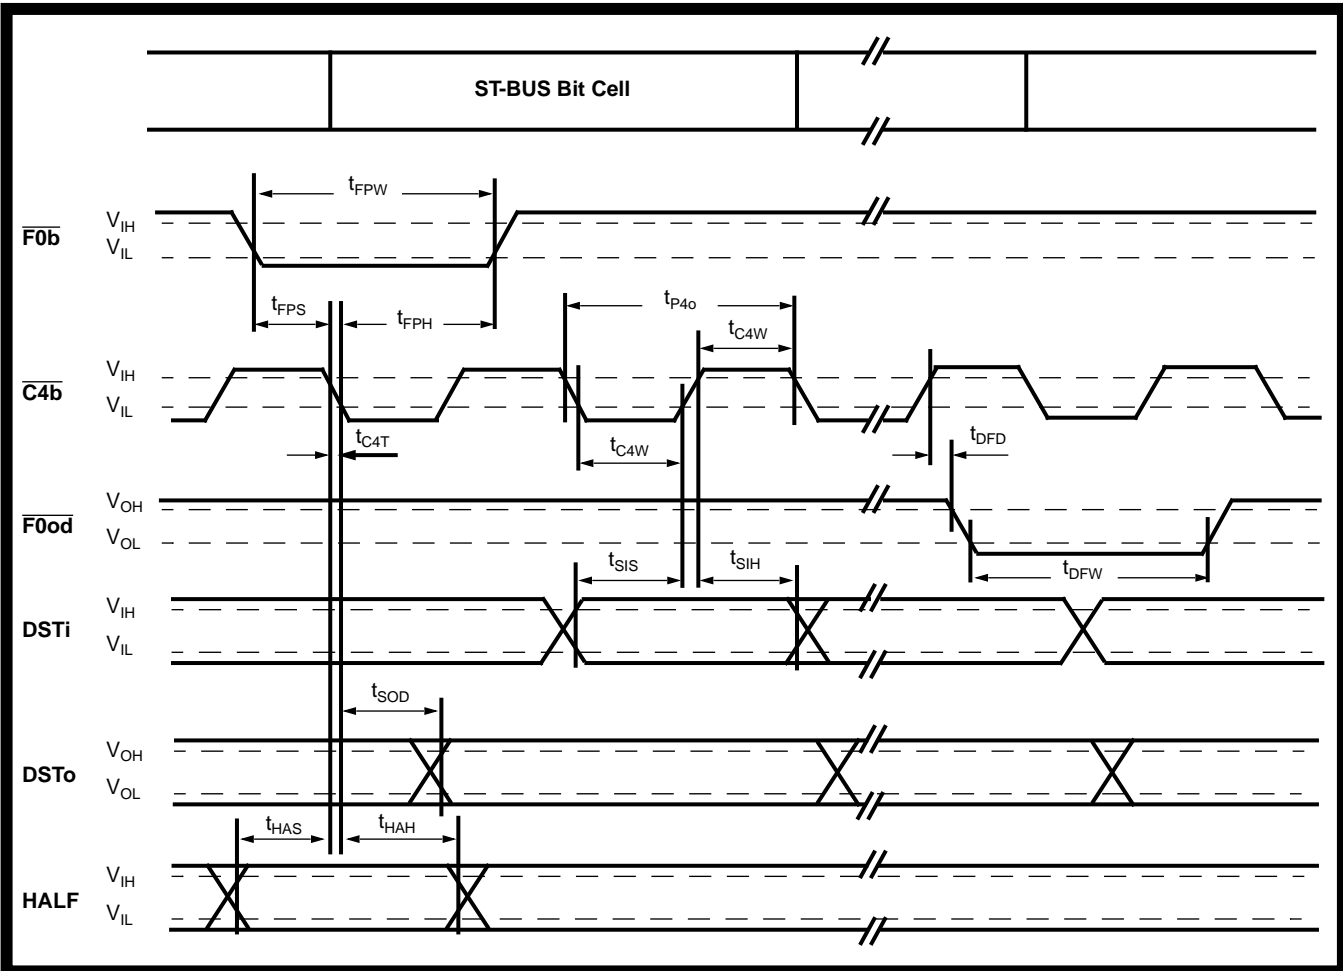 ST-BUS Bit Cell
tFPW
F0b
VIH
VIL
tFPS
tFPH
tP4o
tC4W
C4b
VIH
VIL
tC4T
tC4W
tDFD
F0od
VOH
VOL
tSIS
tSIH
tDFW
DSTi
VIH
VIL
tSOD
DSTo
VOH
VOL
tHAS
tHAH
HALF
VIH
VIL